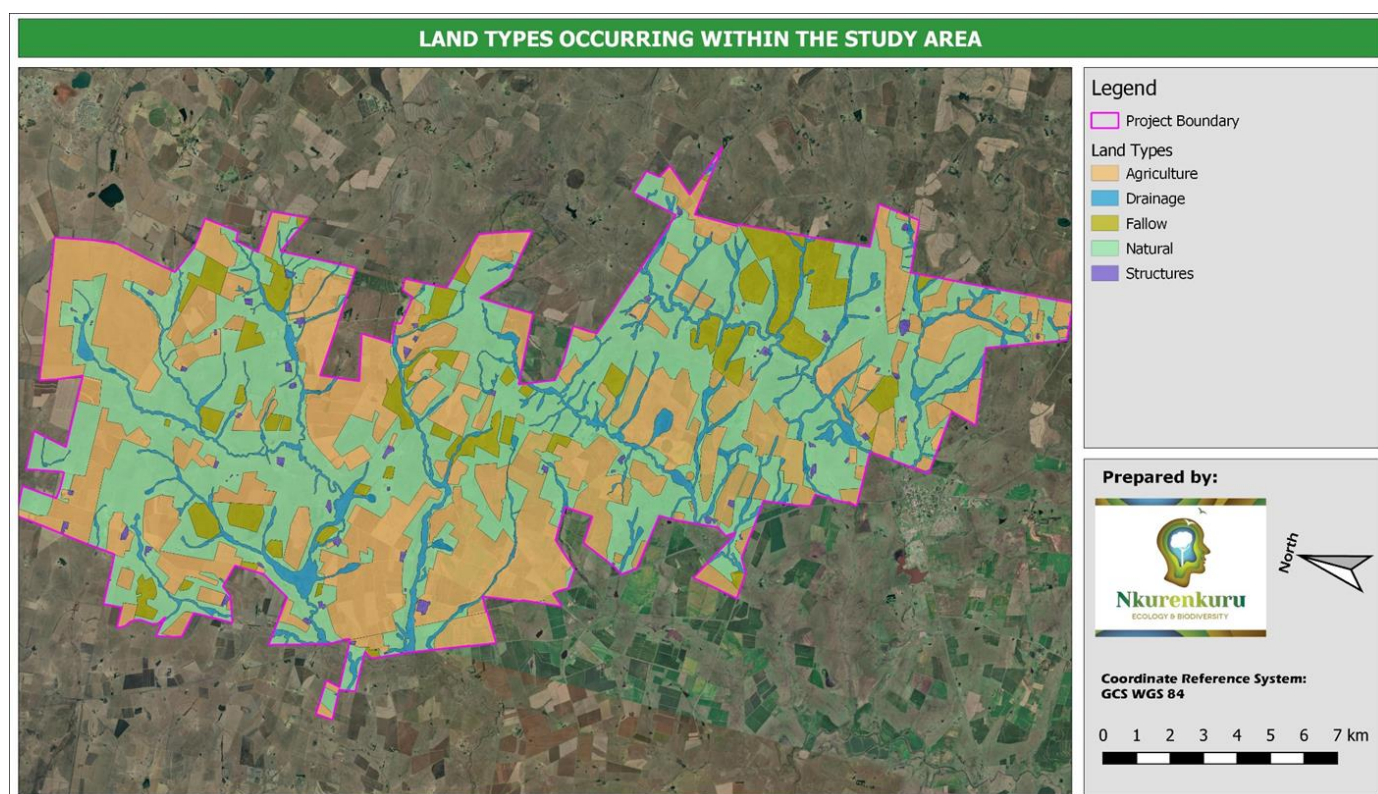 LAND TYPES OCCURRING WITHIN THE STUDY AREA
Legend
Project Boundary
Land Types
Agriculture
Drainage
Fallow
Natural
Structures
Prepared by:
Nkurenkuru
ECOLOGY & BIODIVERSITY
North
Coordinate Reference System:
GCS WGS 84
0 1 2 3 4 5 6 7 km